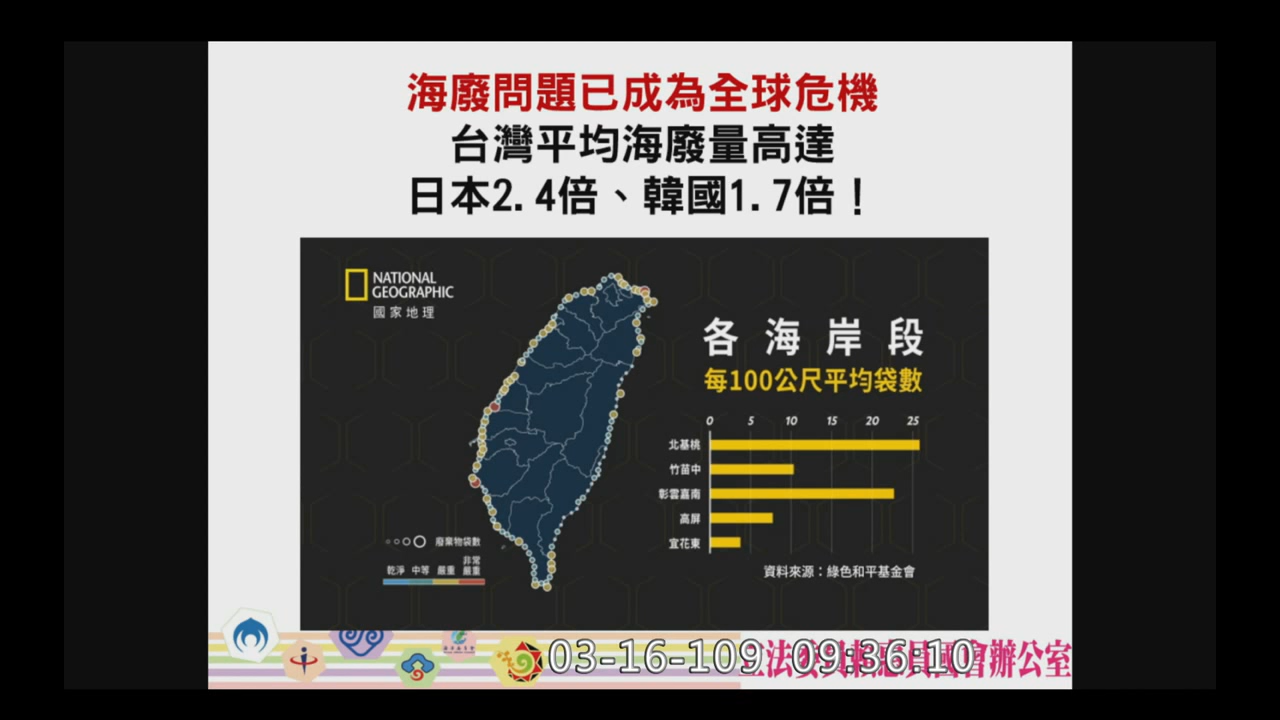 海廢問題已成為全球危機
台灣平均海廢量高達
日本2.4倍、韓國1.7倍！
NATIONAL
GEOGRAPHIC
國家地理
各海岸段
每100公尺平均袋數
0 5 10 15 20 25
北基桃
竹苗中
彰雲嘉南
高屏
宜花東
廢棄物袋數
乾淨 中等 嚴重 非常嚴重
資料來源：綠色和平基金會
03-16-109 09:36:10
國會辦公室